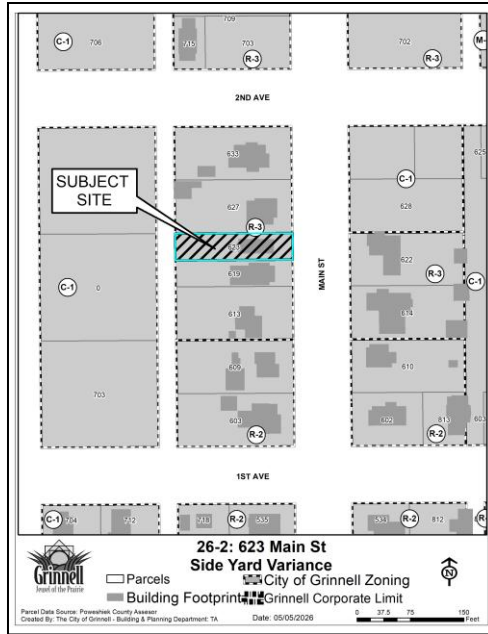 709
C-1
706
715
703
702
M-
R-3
R-3
2ND AVE
633
625
SUBJECT
SITE
C-1
627
628
R-3
623
622
619
R-3
C-1
MAIN ST
C-1
0
613
614
609
610
703
603
602
813
603
R-2
R-2
1ST AVE
C-1
704
712
718
R-2
535
534
R-2
812
R-
26-2: 623 Main St
Side Yard Variance
Grinnell
Jewel of the Prairie
Parcels
City of Grinnell Zoning
Building Footprint
Grinnell Corporate Limit
N
Parcel Data Source: Poweshiek County Assessor
Created By: The City of Grinnell - Building & Planning Department: TA
Date: 05/05/2026
0 37.5 75 150
Feet